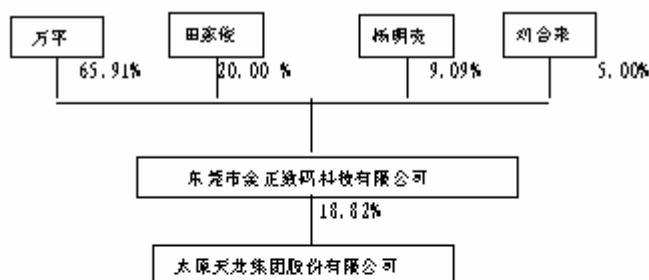 万平 田家俊 杨明贵 刘合来
65.91% 20.00 % 9.09% 5.00%
东莞市金正数码科技有限公司
18.82%
太原天龙集团股份有限公司